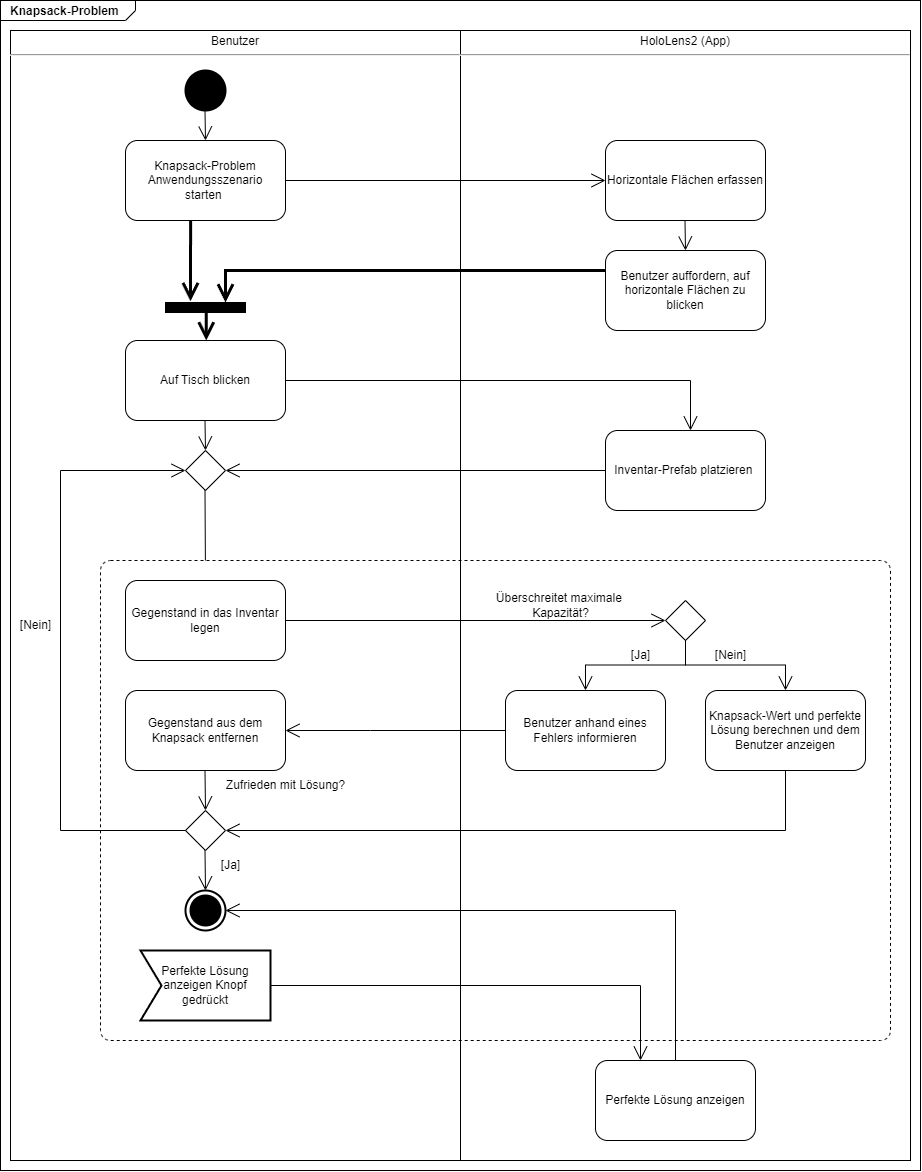 Knapsack-Problem
Benutzer
HoloLens2 (App)
Knapsack-Problem
Anwendungsszenario
starten
Horizontale Flächen erfassen
Benutzer auffordern, auf
horizontale Flächen zu
blicken
Auf Tisch blicken
Inventar-Prefab platzieren
[Nein]
Gegenstand in das Inventar
legen
Überschreitet maximale
Kapazität?
[Ja]
[Nein]
Gegenstand aus dem
Knapsack entfernen
Benutzer anhand eines
Fehlers informieren
Knapsack-Wert und perfekte
Lösung berechnen und dem
Benutzer anzeigen
Zufrieden mit Lösung?
[Ja]
Perfekte Lösung
anzeigen Knopf
gedrückt
Perfekte Lösung anzeigen